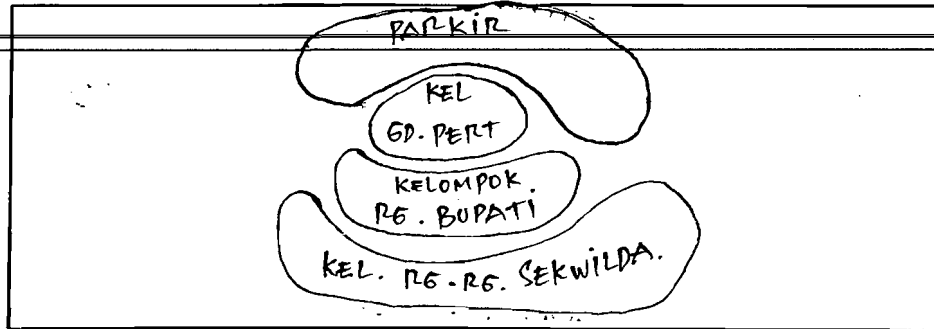 PARKIR
KEL
GD. PERT
KELOMPOK.
RG. BUPATI
KEL. RG. RG. SEKWILDA.